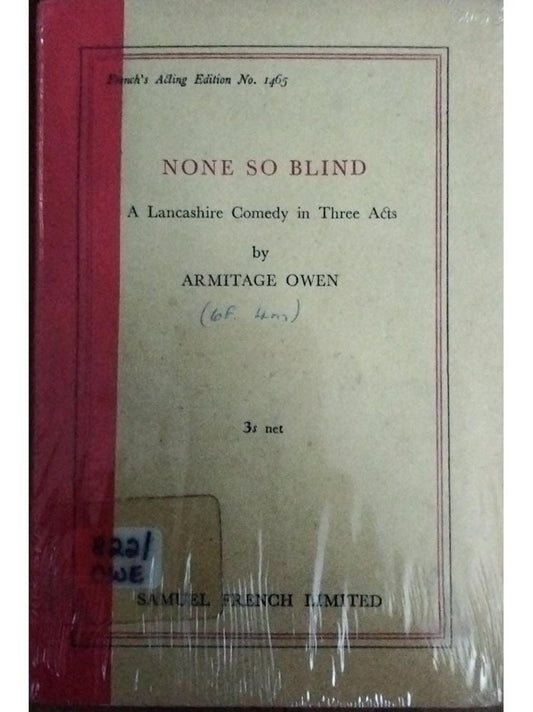 French's Acting Edition No. 1465
NONE SO BLIND
A Lancashire Comedy in Three Acts
by
ARMITAGE OWEN
(6F. 4m)
3s net
822/
OWE
SAMUEL FRENCH LIMITED